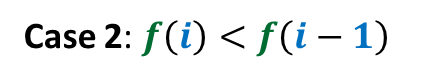 Case 2: f(i) < f(i − 1)